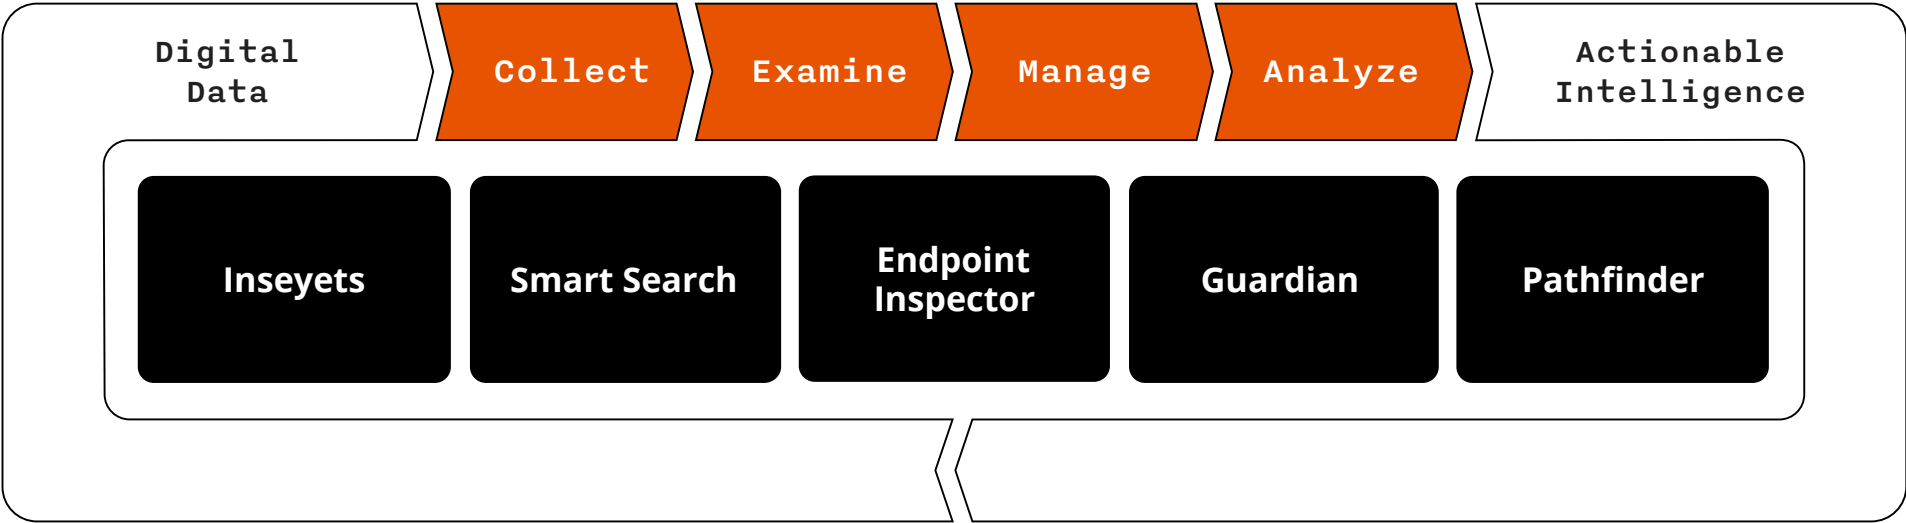 Digital
Data
Collect
Examine
Manage
Analyze
Actionable
Intelligence
Inseyets
Smart Search
Endpoint
Inspector
Guardian
Pathfinder